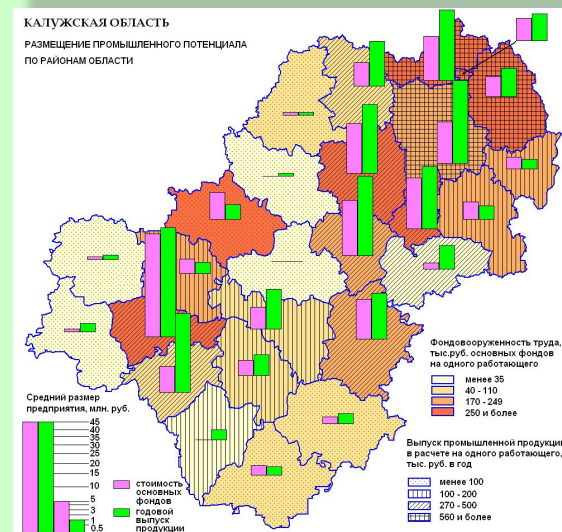 КАЛУЖСКАЯ ОБЛАСТЬ
РАЗМЕЩЕНИЕ ПРОМЫШЛЕННОГО ПОТЕНЦИАЛА
ПО РАЙОНАМ ОБЛАСТИ
Фондовооруженность труда,
тыс.руб. основных фондов
на одного работающего
менее 35
40 - 110
170 - 249
250 и более
Средний размер
предприятия, млн. руб.
45
40
35
30
25
20
15
10
5
3
1
0.5
стоимость
основных
фондов
годовой
выпуск
продукции
Выпуск промышленной продукции
в расчете на одного работающего,
тыс. руб. в год
менее 100
100 - 200
270 - 500
560 и более